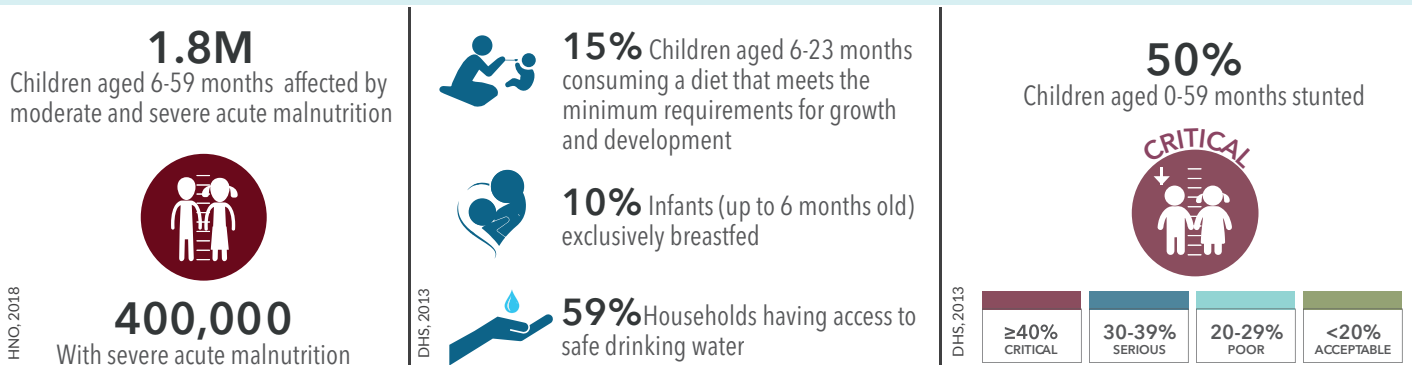 1.8M
Children aged 6-59 months affected by
moderate and severe acute malnutrition
400,000
With severe acute malnutrition
HNO, 2018
15% Children aged 6-23 months
consuming a diet that meets the
minimum requirements for growth
and development
10% Infants (up to 6 months old)
exclusively breastfed
59% Households having access to
safe drinking water
DHS, 2013
50%
Children aged 0-59 months stunted
CRITICAL
≥40%
CRITICAL
30-39%
SERIOUS
20-29%
POOR
<20%
ACCEPTABLE
DHS, 2013